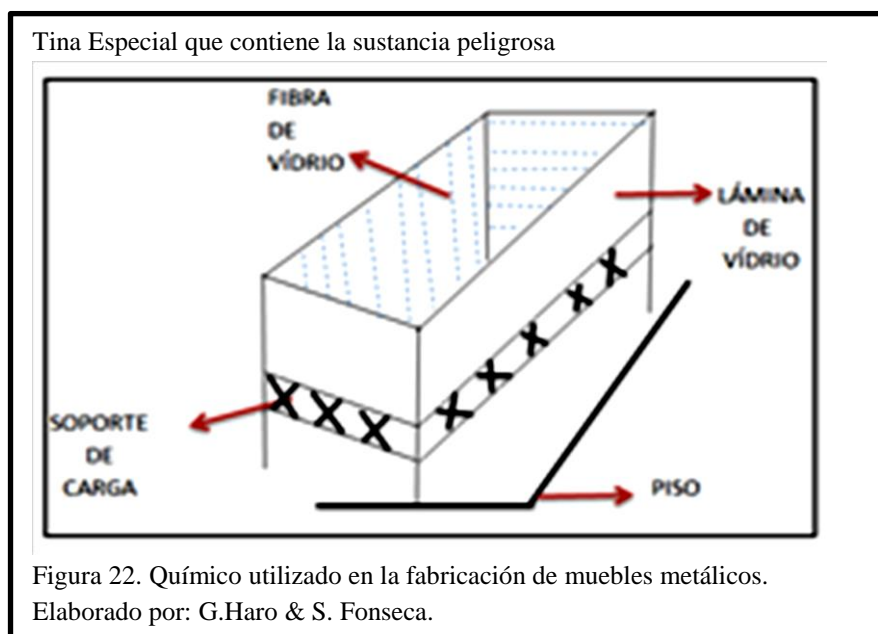 Tina Especial que contiene la sustancia peligrosa
FIBRA
DE
VÍDRIO
LÁMINA
DE
VÍDRIO
SOPORTE
DE
CARGA
PISO
Figura 22. Químico utilizado en la fabricación de muebles metálicos.
Elaborado por: G.Haro & S. Fonseca.